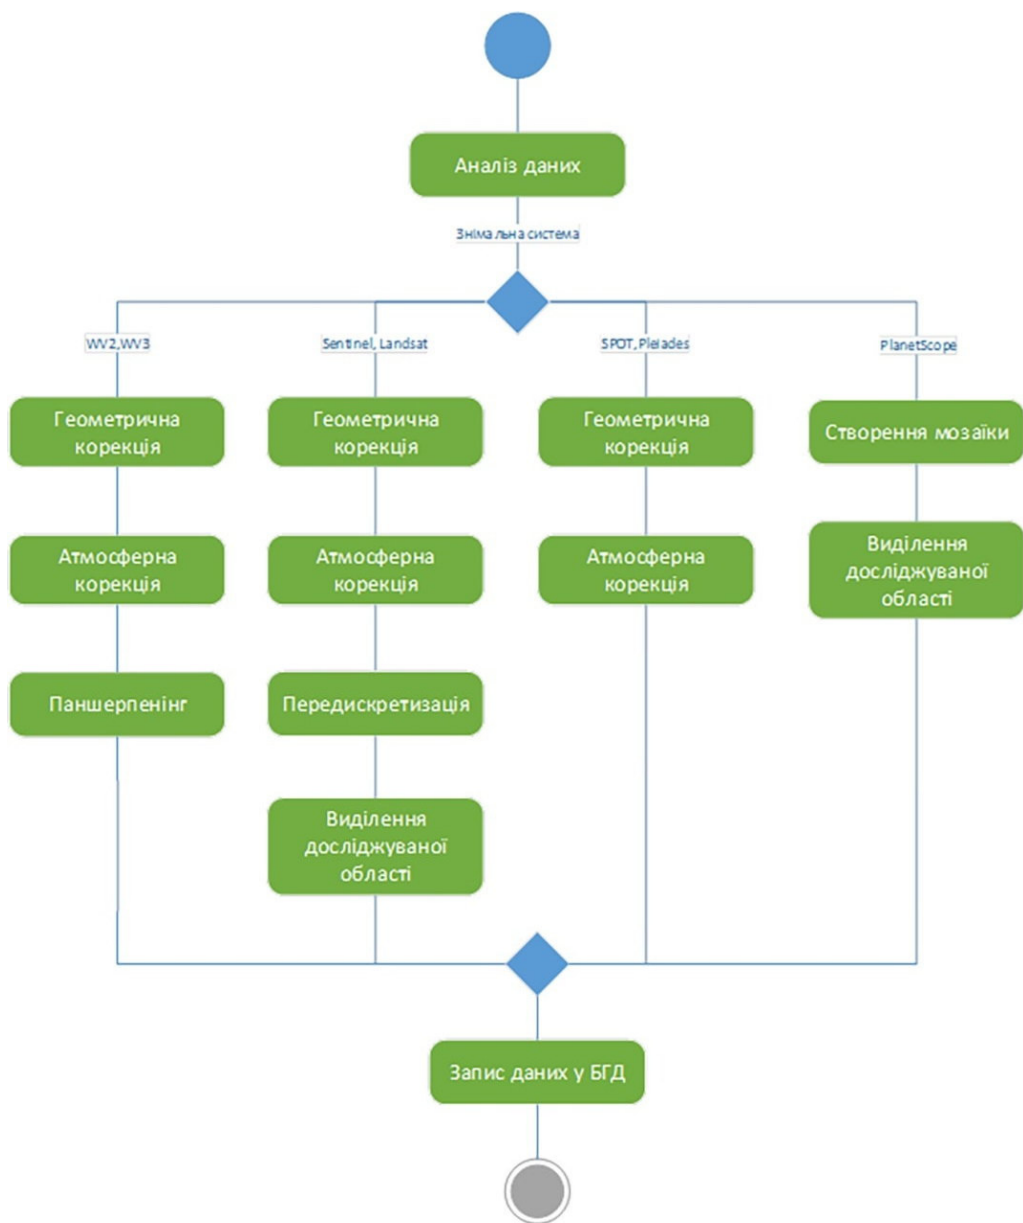 Аналіз даних
Знімальна система
WV2,WV3
Sentinel, Landsat
SPOT, Pleiades
PlanetScope
Геометрична
корекція
Геометрична
корекція
Геометрична
корекція
Створення мозаїки
Атмосферна
корекція
Атмосферна
корекція
Атмосферна
корекція
Виділення
досліджуваної
області
Паншерпенінг
Передискретизація
Виділення
досліджуваної
області
Запис даних у БГД